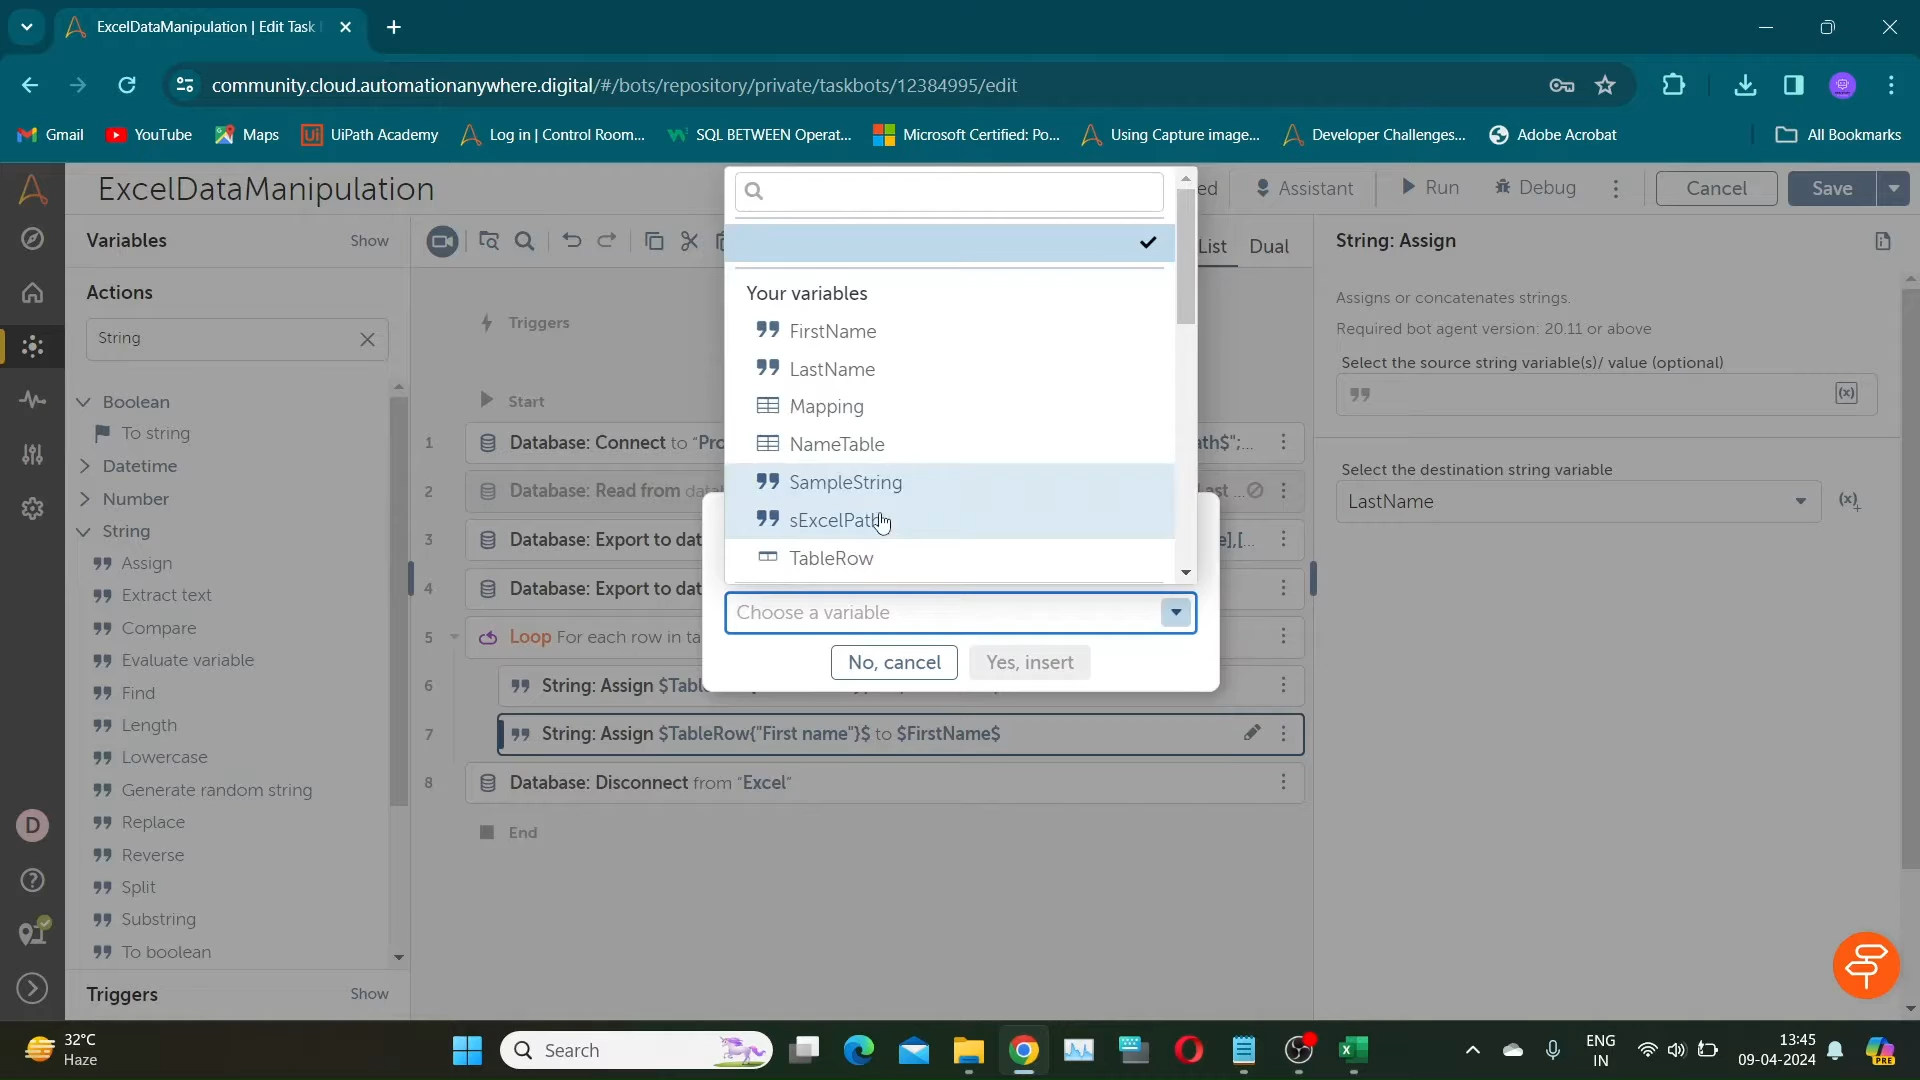 ExcelDataManipulation | Edit Task
community.cloud.automationanywhere.digital/#/bots/repository/private/taskbots/12384995/edit
Gmail
YouTube
Maps
UiPath Academy
Log in | Control Room...
SQL BETWEEN Operat...
Microsoft Certified: Po...
Using Capture image...
Developer Challenges...
Adobe Acrobat
All Bookmarks
ExcelDataManipulation
Assistant
Run
Debug
Cancel
Save
Variables
Show
List
Dual
String: Assign
Actions
String
Boolean
To string
Datetime
Number
String
Assign
Extract text
Compare
Evaluate variable
Find
Length
Lowercase
Generate random string
Replace
Reverse
Split
Substring
To boolean
Triggers
Show
Triggers
Start
1 Database: Connect to "Pro
2 Database: Read from
3 Database: Export to dat
4 Database: Export to dat
5 Loop For each row in ta
6 String: Assign $Tabl
7 String: Assign $TableRow{"First name"}$ to $FirstName$
8 Database: Disconnect from "Excel"
End
Your variables
FirstName
LastName
Mapping
NameTable
SampleString
sExcelPath
TableRow
Choose a variable
No, cancel
Yes, insert
Assigns or concatenates strings.
Required bot agent version: 20.11 or above
Select the source string variable(s)/ value (optional)
(x)
Select the destination string variable
LastName
(x)+
D
32°C
Haze
Search
ENG
IN
13:45
09-04-2024
PRE